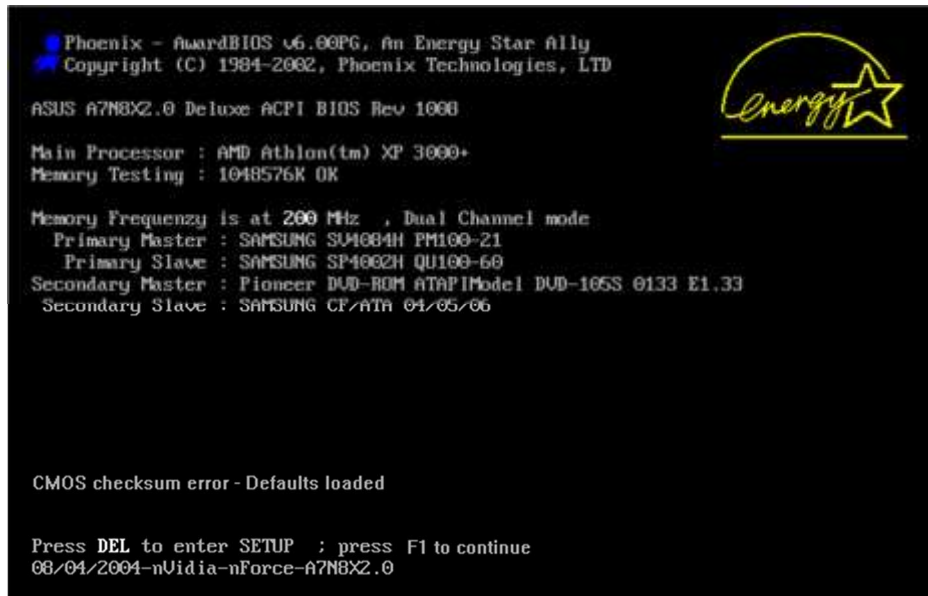 Phoenix - AwardBIOS v6.00PG, An Energy Star Ally
Copyright (C) 1984-2002, Phoenix Technologies, LTD
energy
ASUS A7N8X2.0 Deluxe ACPI BIOS Rev 1008
Main Processor : AMD Athlon(tm) XP 3000+
Memory Testing : 1048576K OK
Memory Frequenzy is at 200 MHz , Dual Channel mode
Primary Master : SAMSUNG SV4084H PM100-21
Primary Slave : SAMSUNG SP4002H QU100-60
Secondary Master : Pioneer DVD-ROM ATAPIModel DVD-105S 0133 E1.33
Secondary Slave : SAMSUNG CF/ATA 04/05/06
CMOS checksum error - Defaults loaded
Press DEL to enter SETUP ; press F1 to continue
08/04/2004-nVidia-nForce-A7N8X2.0